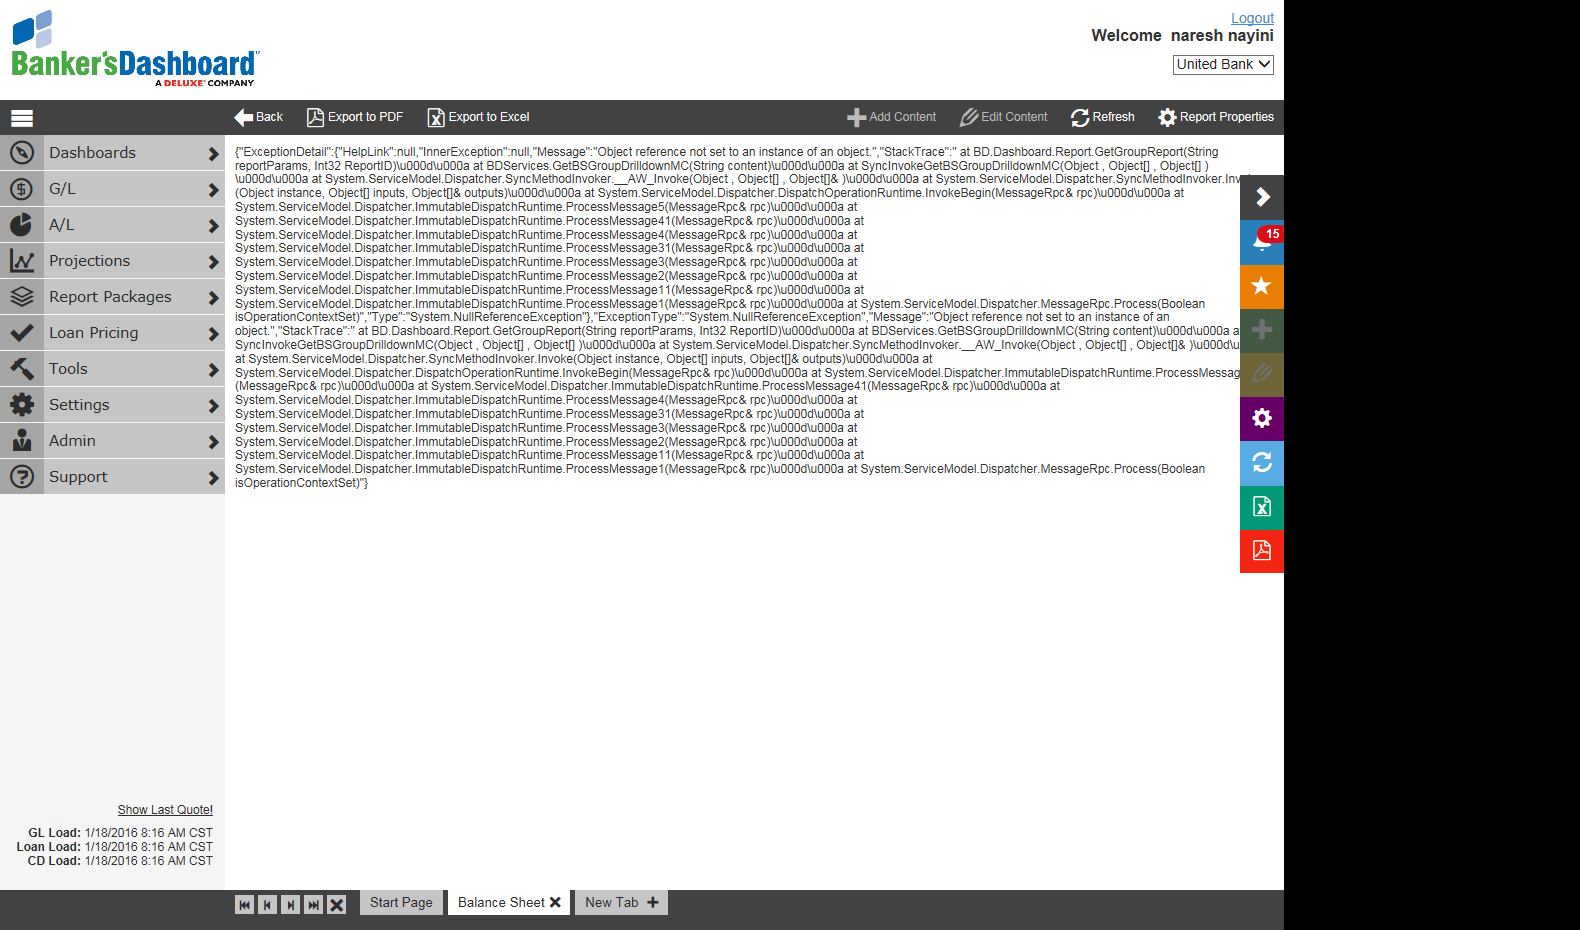 Logout
Welcome naresh nayini
Banker'sDashboard
A DELUXE COMPANY
United Bank
Back
Export to PDF
Export to Excel
Add Content
Edit Content
Refresh
Report Properties
Dashboards
G/L
A/L
Projections
Report Packages
Loan Pricing
Tools
Settings
Admin
Support
{"ExceptionDetail":{"HelpLink":null,"InnerException":null,"Message":"Object reference not set to an instance of an object.","StackTrace":" at BD.Dashboard.Report.GetGroupReport(String
reportParams, Int32 ReportID)\u000d\u000a at BDServices.GetBSGroupDrilldownMC(String content)\u000d\u000a at SyncInvokeGetBSGroupDrilldownMC(Object , Object[] , Object[] )
\u000d\u000a at System.ServiceModel.Dispatcher.SyncMethodInvoker.__AW_Invoke(Object , Object[] , Object[]& )\u000d\u000a at System.ServiceModel.Dispatcher.SyncMethodInvoker.Inv
(Object instance, Object[] inputs, Object[]& outputs)\u000d\u000a at System.ServiceModel.Dispatcher.DispatchOperationRuntime.InvokeBegin(MessageRpc& rpc)\u000d\u000a at
System.ServiceModel.Dispatcher.ImmutableDispatchRuntime.ProcessMessage5(MessageRpc& rpc)\u000d\u000a at
System.ServiceModel.Dispatcher.ImmutableDispatchRuntime.ProcessMessage41(MessageRpc& rpc)\u000d\u000a at
System.ServiceModel.Dispatcher.ImmutableDispatchRuntime.ProcessMessage4(MessageRpc& rpc)\u000d\u000a at
System.ServiceModel.Dispatcher.ImmutableDispatchRuntime.ProcessMessage31(MessageRpc& rpc)\u000d\u000a at
System.ServiceModel.Dispatcher.ImmutableDispatchRuntime.ProcessMessage3(MessageRpc& rpc)\u000d\u000a at
System.ServiceModel.Dispatcher.ImmutableDispatchRuntime.ProcessMessage2(MessageRpc& rpc)\u000d\u000a at
System.ServiceModel.Dispatcher.ImmutableDispatchRuntime.ProcessMessage11(MessageRpc& rpc)\u000d\u000a at
System.ServiceModel.Dispatcher.ImmutableDispatchRuntime.ProcessMessage1(MessageRpc& rpc)\u000d\u000a at System.ServiceModel.Dispatcher.MessageRpc.Process(Boolean
isOperationContextSet)","Type":"System.NullReferenceException"},"ExceptionType":"System.NullReferenceException","Message":"Object reference not set to an instance of an
object.","StackTrace":" at BD.Dashboard.Report.GetGroupReport(String reportParams, Int32 ReportID)\u000d\u000a at BDServices.GetBSGroupDrilldownMC(String content)\u000d\u000a a
SyncInvokeGetBSGroupDrilldownMC(Object , Object[] , Object[] )\u000d\u000a at System.ServiceModel.Dispatcher.SyncMethodInvoker.__AW_Invoke(Object , Object[] , Object[]& )\u000d\u
at System.ServiceModel.Dispatcher.SyncMethodInvoker.Invoke(Object instance, Object[] inputs, Object[]& outputs)\u000d\u000a at
System.ServiceModel.Dispatcher.DispatchOperationRuntime.InvokeBegin(MessageRpc& rpc)\u000d\u000a at System.ServiceModel.Dispatcher.ImmutableDispatchRuntime.ProcessMessag
(MessageRpc& rpc)\u000d\u000a at System.ServiceModel.Dispatcher.ImmutableDispatchRuntime.ProcessMessage41(MessageRpc& rpc)\u000d\u000a at
System.ServiceModel.Dispatcher.ImmutableDispatchRuntime.ProcessMessage4(MessageRpc& rpc)\u000d\u000a at
System.ServiceModel.Dispatcher.ImmutableDispatchRuntime.ProcessMessage31(MessageRpc& rpc)\u000d\u000a at
System.ServiceModel.Dispatcher.ImmutableDispatchRuntime.ProcessMessage3(MessageRpc& rpc)\u000d\u000a at
System.ServiceModel.Dispatcher.ImmutableDispatchRuntime.ProcessMessage2(MessageRpc& rpc)\u000d\u000a at
System.ServiceModel.Dispatcher.ImmutableDispatchRuntime.ProcessMessage11(MessageRpc& rpc)\u000d\u000a at
System.ServiceModel.Dispatcher.ImmutableDispatchRuntime.ProcessMessage1(MessageRpc& rpc)\u000d\u000a at System.ServiceModel.Dispatcher.MessageRpc.Process(Boolean
isOperationContextSet)"}
15
Show Last Quote!
GL Load: 1/18/2016 8:16 AM CST
Loan Load: 1/18/2016 8:16 AM CST
CD Load: 1/18/2016 8:16 AM CST
Start Page
Balance Sheet
New Tab